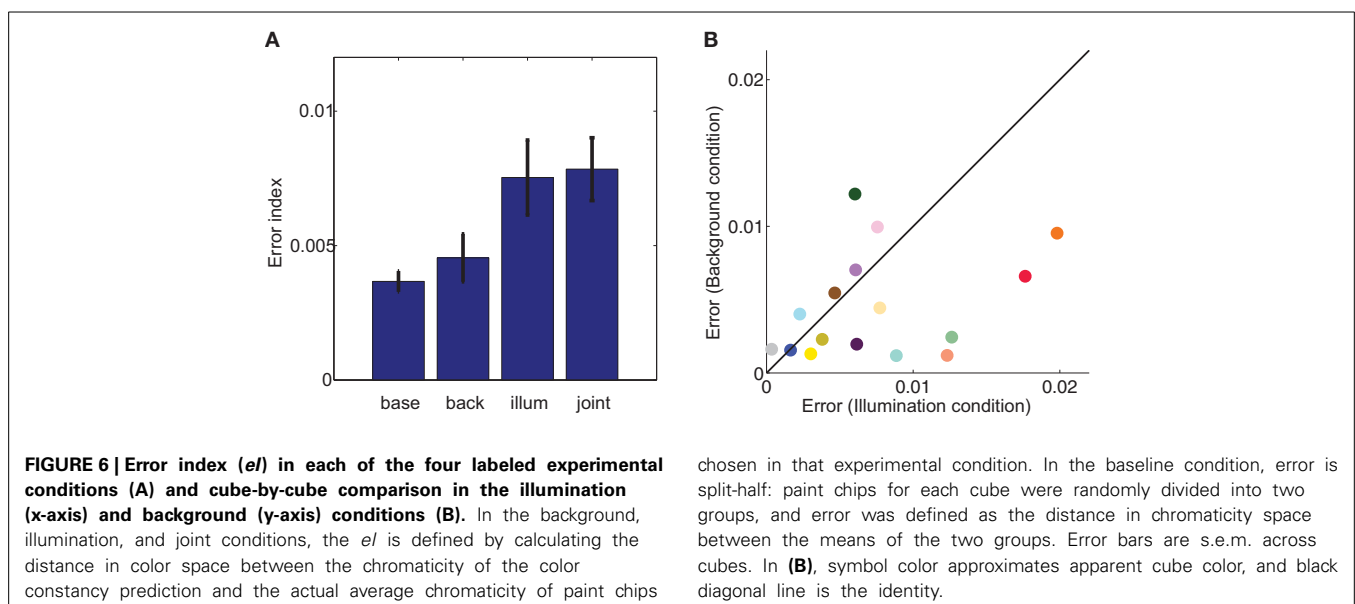 A
0.01
0.005
0
Error index
base back illum joint
B
0.02
0.01
0
Error (Background condition)
0 0.01 0.02
Error (Illumination condition)
FIGURE 6 | Error index (eI) in each of the four labeled experimental
conditions (A) and cube-by-cube comparison in the illumination
(x-axis) and background (y-axis) conditions (B). In the background,
illumination, and joint conditions, the eI is defined by calculating the
distance in color space between the chromaticity of the color
constancy prediction and the actual average chromaticity of paint chips
chosen in that experimental condition. In the baseline condition, error is
split-half: paint chips for each cube were randomly divided into two
groups, and error was defined as the distance in chromaticity space
between the means of the two groups. Error bars are s.e.m. across
cubes. In (B), symbol color approximates apparent cube color, and black
diagonal line is the identity.